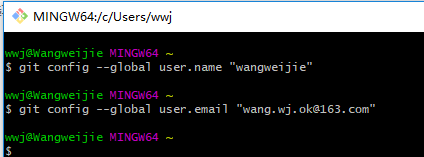 MINGW64:/c/Users/wwj
wwj@Wangweijie MINGW64 ~
$ git config --global user.name "wangweijie"
wwj@Wangweijie MINGW64 ~
$ git config --global user.email "wang.wj.ok@163.com"
wwj@Wangweijie MINGW64 ~
$